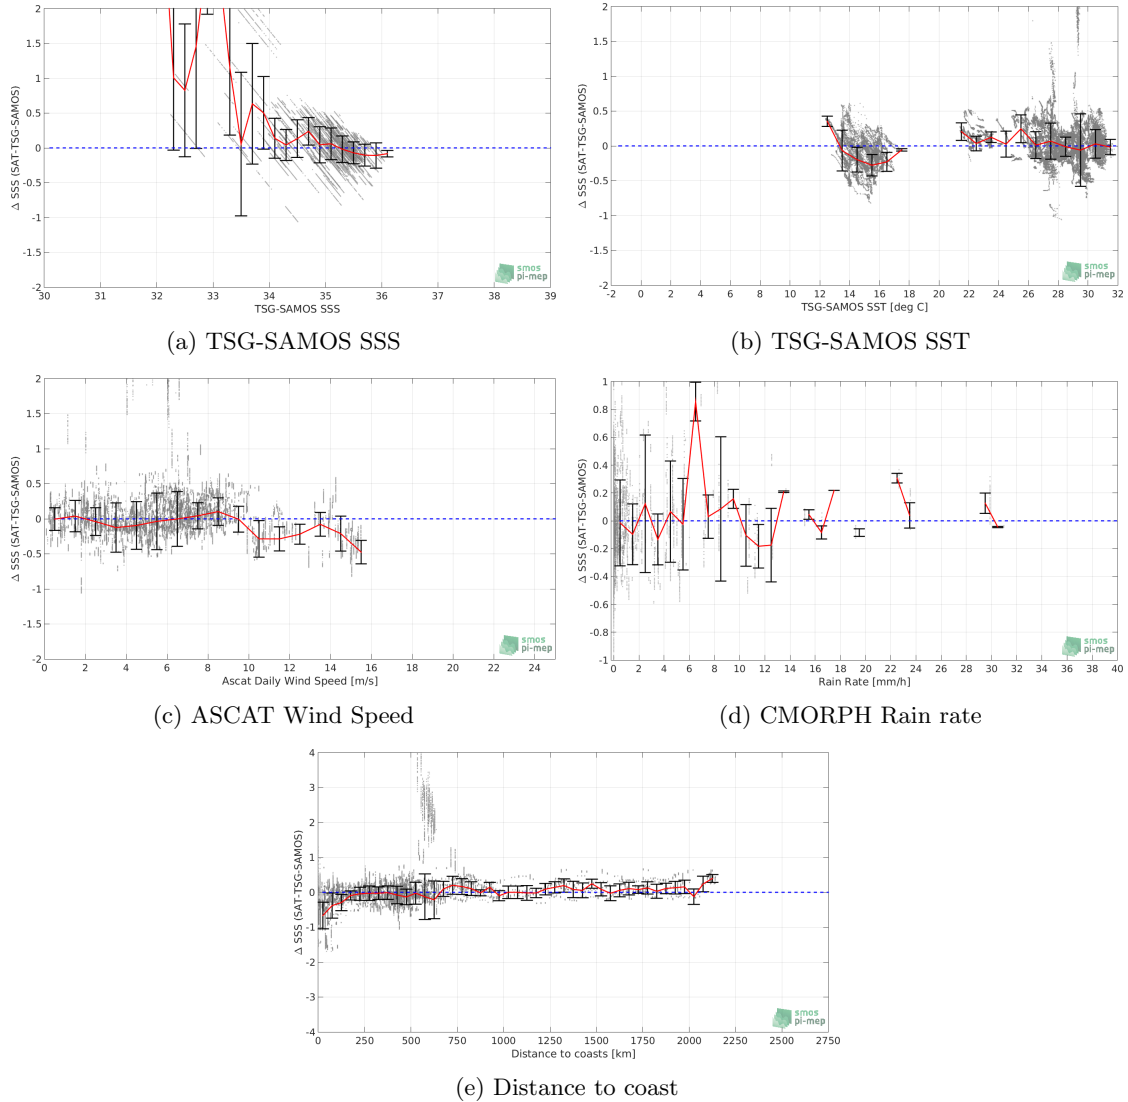 2
1.5
1
0.5
0
-0.5
-1
-1.5
-2
Δ SSS (SAT-TSG-SAMOS)
30 31 32 33 34 35 36 37 38 39
TSG-SAMOS SSS
smos
pi-mep
(a) TSG-SAMOS SSS
2
1.5
1
0.5
0
-0.5
-1
-1.5
-2
Δ SSS (SAT-TSG-SAMOS)
-2 0 2 4 6 8 10 12 14 16 18 20 22 24 26 28 30 32
TSG-SAMOS SST [deg C]
smos
pi-mep
(b) TSG-SAMOS SST
2
1.5
1
0.5
0
-0.5
-1
-1.5
-2
Δ SSS (SAT-TSG-SAMOS)
0 2 4 6 8 10 12 14 16 18 20 22 24
Ascat Daily Wind Speed [m/s]
smos
pi-mep
(c) ASCAT Wind Speed
1
0.8
0.6
0.4
0.2
0
-0.2
-0.4
-0.6
-0.8
-1
Δ SSS (SAT-TSG-SAMOS)
0 2 4 6 8 10 12 14 16 18 20 22 24 26 28 30 32 34 36 38 40
Rain Rate [mm/h]
smos
pi-mep
(d) CMORPH Rain rate
4
3
2
1
0
-1
-2
-3
-4
Δ SSS (SAT-TSG-SAMOS)
0 250 500 750 1000 1250 1500 1750 2000 2250 2500 2750
Distance to coasts [km]
smos
pi-mep
(e) Distance to coast